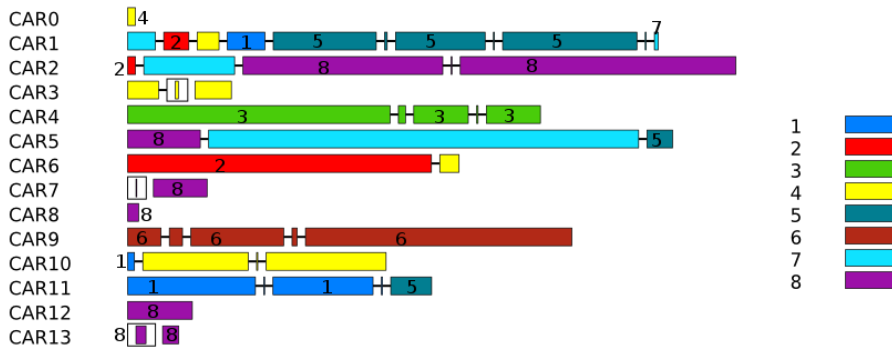 CAR0 4
CAR1 2 1 5 5 5 7
CAR2 2 8 8
CAR3
CAR4 3 3 3
CAR5 8 5
CAR6 2
CAR7 8
CAR8 8
CAR9 6 6 6
CAR10 1
CAR11 1 1 5
CAR12 8
CAR13 8 8
1
2
3
4
5
6
7
8